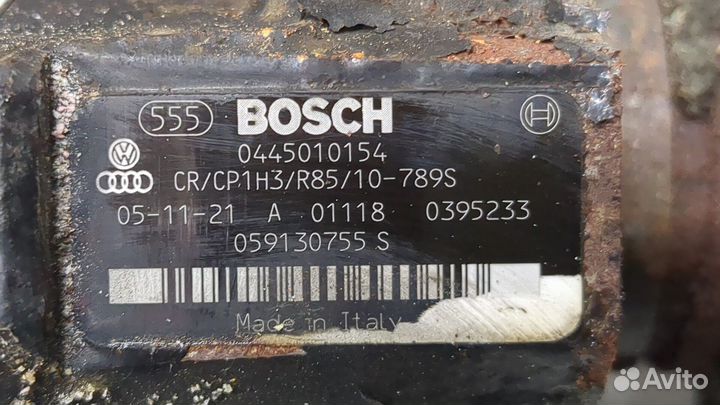 555 BOSCH
0445010154
CR/CP1H3/R85/10-789S
05-11-21 A 01118 0395233
059130755 S
Made in Italy
Avito